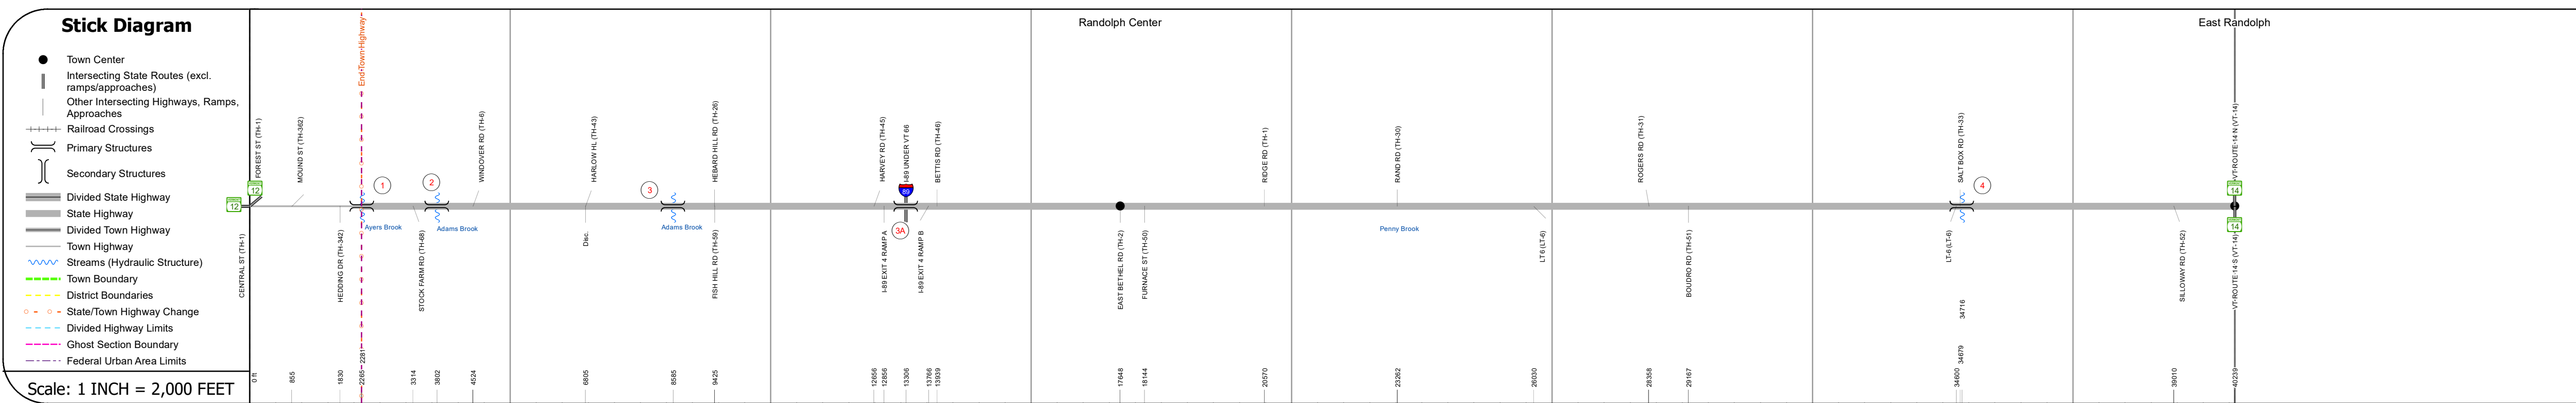 Stick Diagram
Town Center
Intersecting State Routes (excl.
ramps/approaches)
Other Intersecting Highways, Ramps,
Approaches
Railroad Crossings
Primary Structures
Secondary Structures
Divided State Highway
State Highway
Divided Town Highway
Town Highway
Streams (Hydraulic Structure)
Town Boundary
District Boundaries
State/Town Highway Change
Divided Highway Limits
Ghost Section Boundary
Federal Urban Area Limits
Scale: 1 INCH = 2,000 FEET
Randolph Center
East Randolph
End Town Highway
FOREST ST (TH-1)
MOUND ST (TH-362)
WINDOVER RD (TH-6)
HARLOW HL (TH-43)
HEBARD HILL RD (TH-26)
HARVEY RD (TH-45)
I-89 UNDER VT 66
BETTIS RD (TH-46)
RIDGE RD (TH-1)
RAND RD (TH-30)
ROGERS RD (TH-31)
SALT BOX RD (TH-33)
VT-ROUTE-14 N (VT-14)
12
12
1
2
3
89
3A
4
14
14
Ayers Brook
Adams Brook
Adams Brook
Penny Brook
CENTRAL ST (TH-1)
HEDDING DR (TH-342)
STOCK FARM RD (TH-68)
Disc.
FISH HILL RD (TH-59)
I-89 EXIT 4 RAMP A
I-89 EXIT 4 RAMP B
EAST BETHEL RD (TH-2)
FURNACE ST (TH-50)
LT 6 (LT-6)
BOUDRO RD (TH-51)
LT-6 (LT-6)
SILLOWAY RD (TH-52)
VT-ROUTE-14 S (VT-14)
0 ft
855
1830
2265
2281
3314
3802
4524
6805
8585
9425
12656
12856
13306
13766
13939
17648
18144
20570
23262
26030
28358
29167
34600
34679
34716
39010
40239